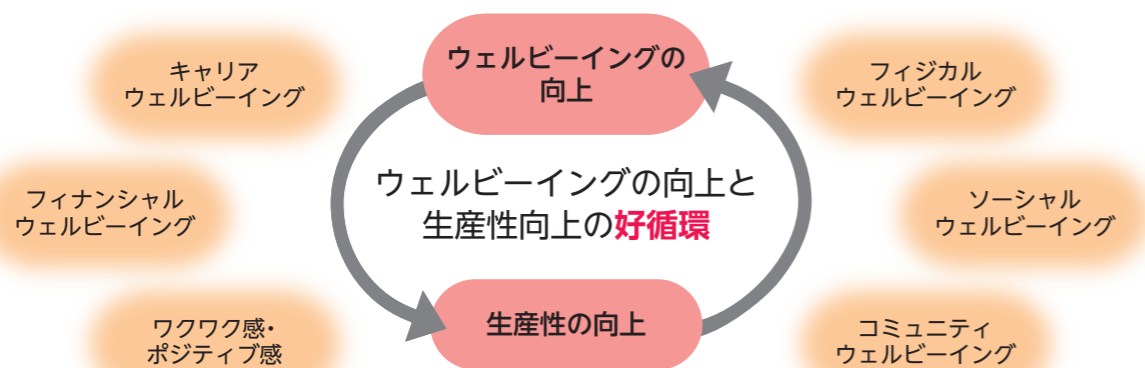 ウェルビーイングの
向上
キャリア
ウェルビーイング
フィジカル
ウェルビーイング
ウェルビーイングの向上と
生産性向上の好循環
フィナンシャル
ウェルビーイング
ソーシャル
ウェルビーイング
生産性の向上
ワクワク感・
ポジティブ感
コミュニティ
ウェルビーイング